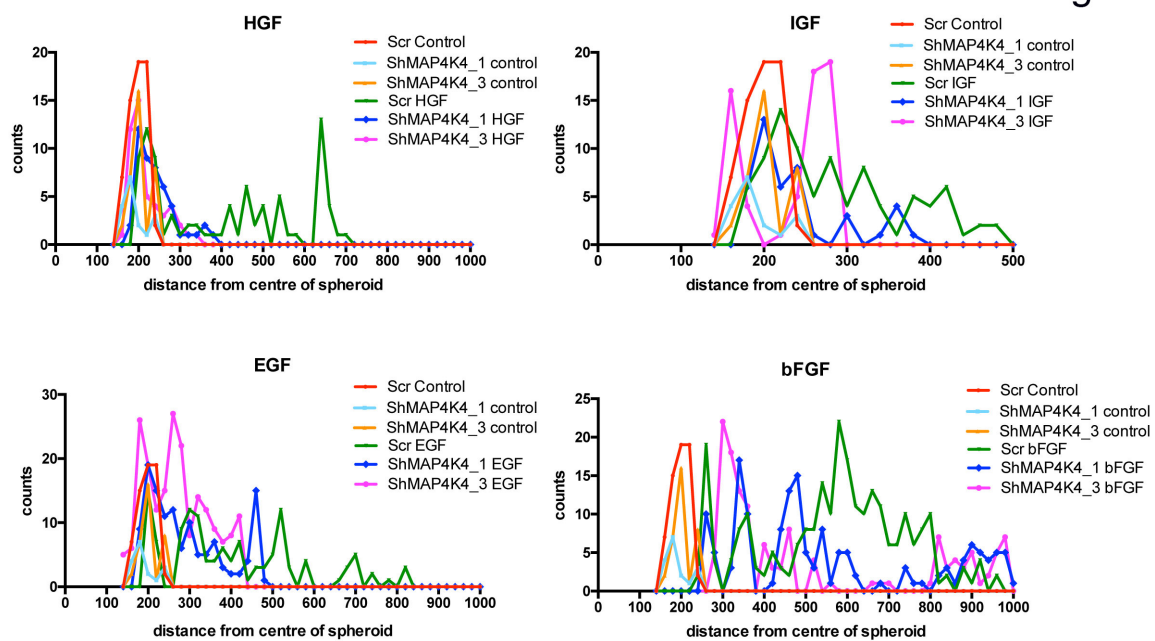 g
HGF
Scr Control
ShMAP4K4_1 control
ShMAP4K4_3 control
Scr HGF
ShMAP4K4_1 HGF
ShMAP4K4_3 HGF
20
15
10
5
0
counts
0 100 200 300 400 500 600 700 800 900 1000
distance from centre of spheroid
IGF
Scr Control
ShMAP4K4_1 control
ShMAP4K4_3 control
Scr IGF
ShMAP4K4_1 IGF
ShMAP4K4_3 IGF
20
15
10
5
0
counts
0 100 200 300 400 500
distance from centre of spheroid
EGF
Scr Control
ShMAP4K4_1 control
ShMAP4K4_3 control
Scr EGF
ShMAP4K4_1 EGF
ShMAP4K4_3 EGF
30
20
10
0
counts
0 100 200 300 400 500 600 700 800 900 1000
distance from centre of spheroid
bFGF
Scr Control
ShMAP4K4_1 control
ShMAP4K4_3 control
Scr bFGF
ShMAP4K4_1 bFGF
ShMAP4K4_3 bFGF
25
20
15
10
5
0
counts
0 100 200 300 400 500 600 700 800 900 1000
distance from centre of spheroid